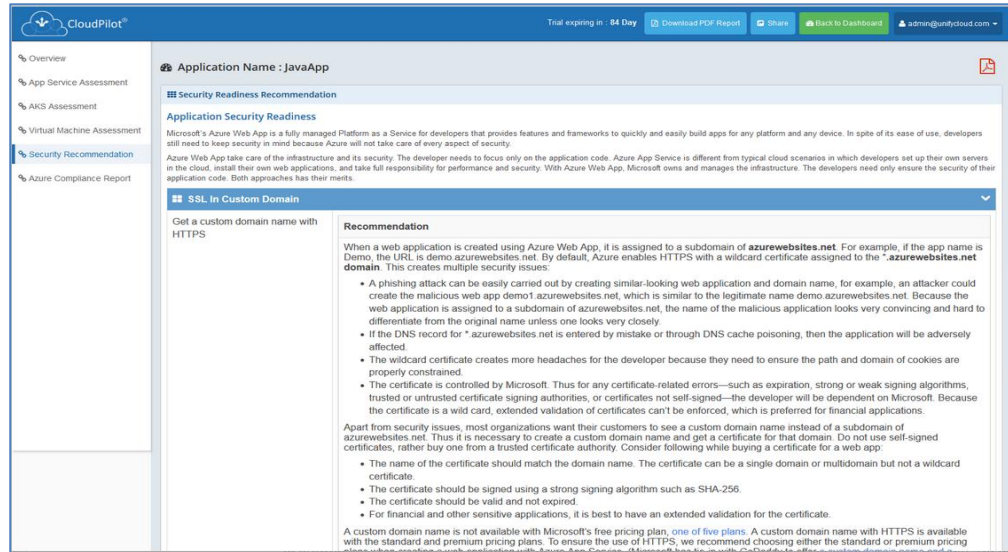 CloudPilot®
Trial expiring in : 84 Day
Download PDF Report
Share
Back to Dashboard
admin@unifycloud.com
Overview
App Service Assessment
AKS Assessment
Virtual Machine Assessment
Security Recommendation
Azure Compliance Report
Application Name : JavaApp
Security Readiness Recommendation
Application Security Readiness
Microsoft's Azure Web App is a fully managed Platform as a Service for developers that provides features and frameworks to quickly and easily build apps for any platform and any device. In spite of its ease of use, developers
still need to keep security in mind because Azure will not take care of every aspect of security.
Azure Web App take care of the infrastructure and its security. The developer needs to focus only on the application code. Azure App Service is different from typical cloud scenarios in which developers set up their own servers
in the cloud, install their own web applications, and take full responsibility for performance and security. With Azure Web App, Microsoft owns and manages the infrastructure. The developers need only ensure the security of their
application code. Both approaches has their merits.
SSL In Custom Domain
Get a custom domain name with
HTTPS
Recommendation
When a web application is created using Azure Web App, it is assigned to a subdomain of azurewebsites.net. For example, if the app name is
Demo, the URL is demo.azurewebsites.net. By default, Azure enables HTTPS with a wildcard certificate assigned to the *.azurewebsites.net
domain. This creates multiple security issues:
• A phishing attack can be easily carried out by creating similar-looking web application and domain name, for example, an attacker could
create the malicious web app demo1.azurewebsites.net, which is similar to the legitimate name demo.azurewebsites.net. Because the
web application is assigned to a subdomain of azurewebsites.net, the name of the malicious application looks very convincing and hard to
differentiate from the original name unless one looks very closely.
• If the DNS record for *.azurewebsites.net is entered by mistake or through DNS cache poisoning, then the application will be adversely
affected.
• The wildcard certificate creates more headaches for the developer because they need to ensure the path and domain of cookies are
properly constrained.
• The certificate is controlled by Microsoft. Thus for any certificate-related errors—such as expiration, strong or weak signing algorithms,
trusted or untrusted certificate signing authorities, or certificates not self-signed—the developer will be dependent on Microsoft. Because
the certificate is a wild card, extended validation of certificates can't be enforced, which is preferred for financial applications.
Apart from security issues, most organizations want their customers to see a custom domain name instead of a subdomain of
azurewebsites.net. Thus it is necessary to create a custom domain name and get a certificate for that domain. Do not use self-signed
certificates, rather buy one from a trusted certificate authority. Consider following while buying a certificate for a web app:
• The name of the certificate should match the domain name. The certificate can be a single domain or multidomain but not a wildcard
certificate.
• The certificate should be signed using a strong signing algorithm such as SHA-256.
• The certificate should be valid and not expired.
• For financial and other sensitive applications, it is best to have an extended validation for the certificate.
A custom domain name is not available with Microsoft's free pricing plan, one of five plans. A custom domain name with HTTPS is available
with the standard and premium pricing plans. To ensure the use of HTTPS, we recommend choosing either the standard or premium pricing